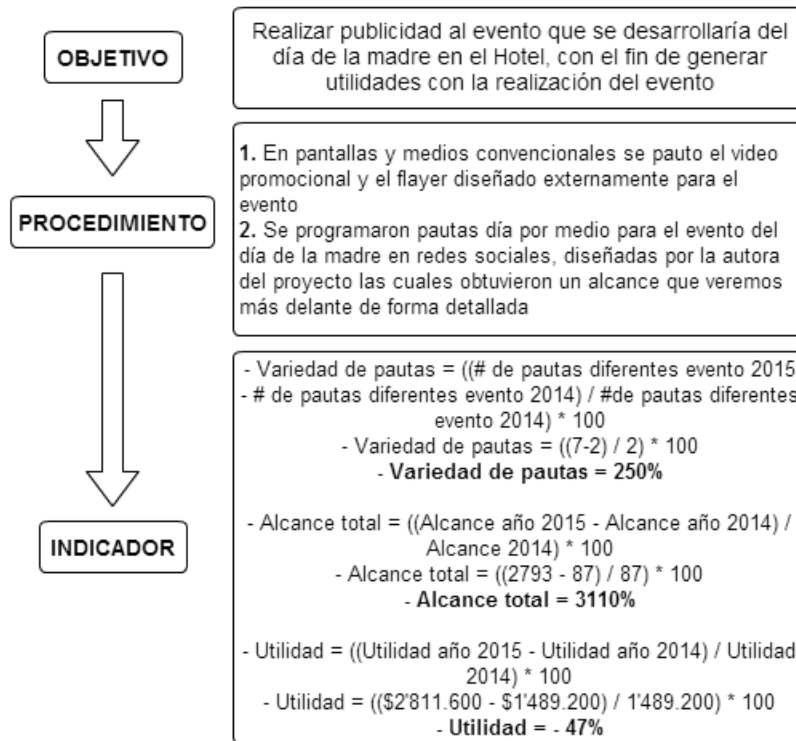 OBJETIVO
Realizar publicidad al evento que se desarrollaría del
día de la madre en el Hotel, con el fin de generar
utilidades con la realización del evento
PROCEDIMIENTO
1. En pantallas y medios convencionales se pauto el video
promocional y el flayer diseñado externamente para el
evento
2. Se programaron pautas día por medio para el evento del
día de la madre en redes sociales, diseñadas por la autora
del proyecto las cuales obtuvieron un alcance que veremos
más delante de forma detallada
INDICADOR
- Variedad de pautas = ((# de pautas diferentes evento 2015
- # de pautas diferentes evento 2014) / #de pautas diferentes
evento 2014) * 100
- Variedad de pautas = ((7-2) / 2) * 100
- Variedad de pautas = 250%
- Alcance total = ((Alcance año 2015 - Alcance año 2014) /
Alcance 2014) * 100
- Alcance total = ((2793 - 87) / 87) * 100
- Alcance total = 3110%
- Utilidad = ((Utilidad año 2015 - Utilidad año 2014) / Utilidad
2014) * 100
- Utilidad = (($2'811.600 - $1'489.200) / 1'489.200) * 100
- Utilidad = - 47%